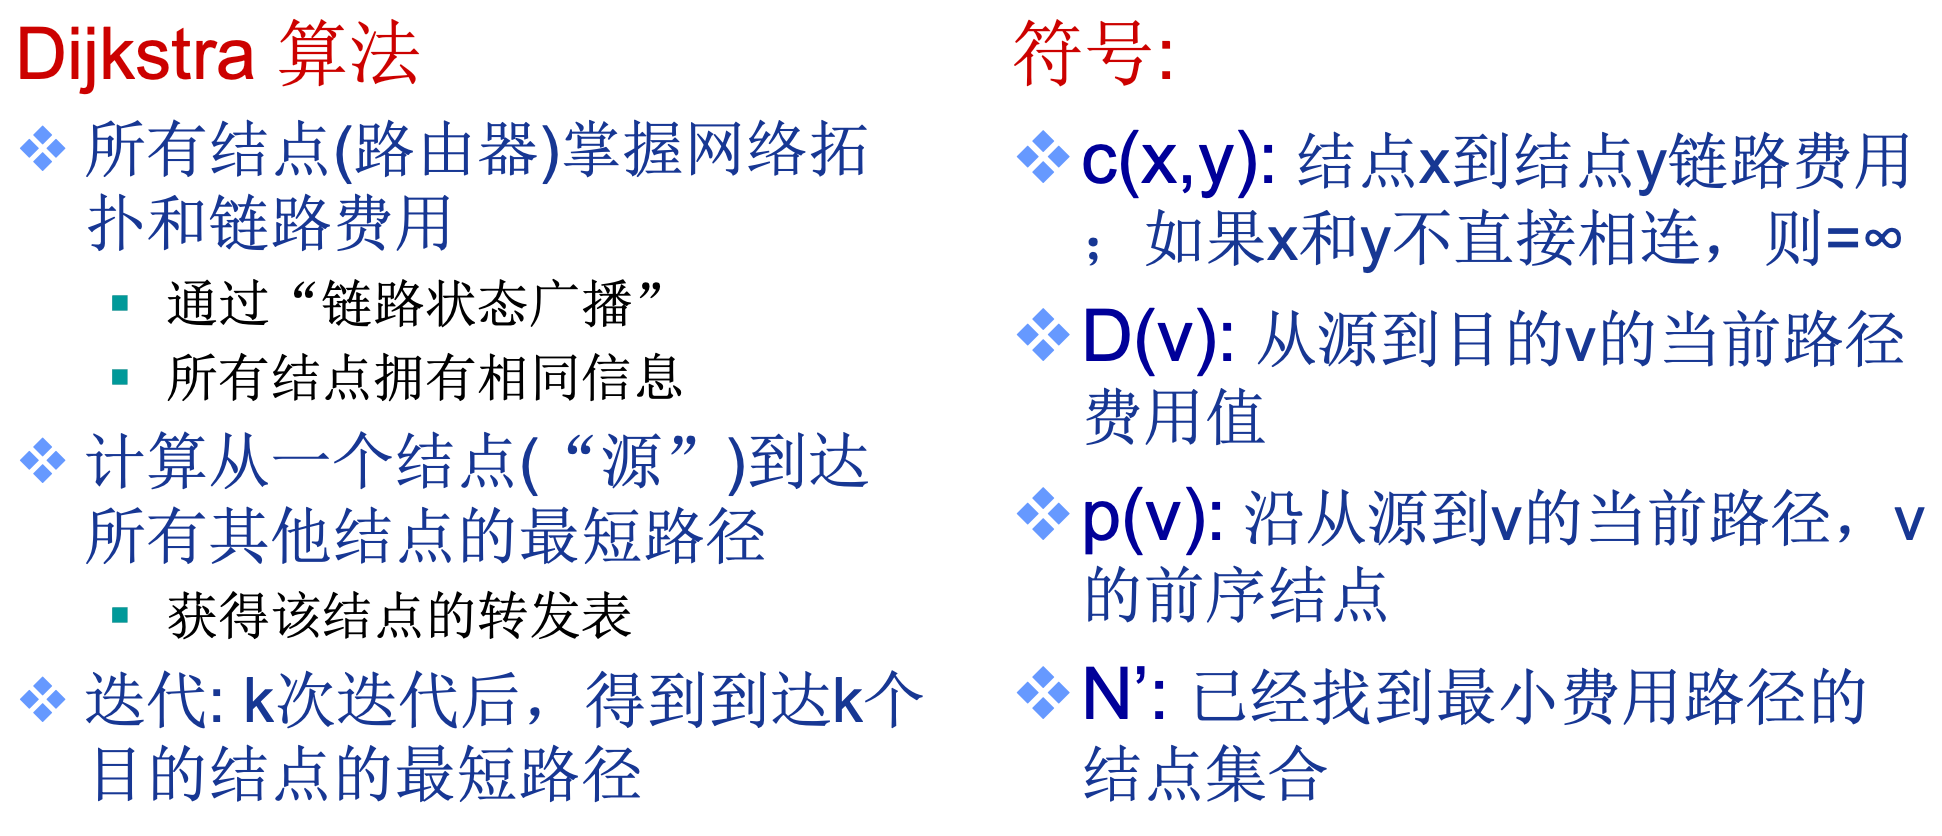 Dijkstra 算法
所有结点(路由器)掌握网络拓
扑和链路费用
通过“链路状态广播”
所有结点拥有相同信息
计算从一个结点(“源”)到达
所有其他结点的最短路径
获得该结点的转发表
迭代: k次迭代后，得到到达k个
目的结点的最短路径
符号:
c(x,y): 结点x到结点y链路费用
；如果x和y不直接相连，则=∞
D(v): 从源到目的v的当前路径
费用值
p(v): 沿从源到v的当前路径，v
的前序结点
N’: 已经找到最小费用路径的
结点集合